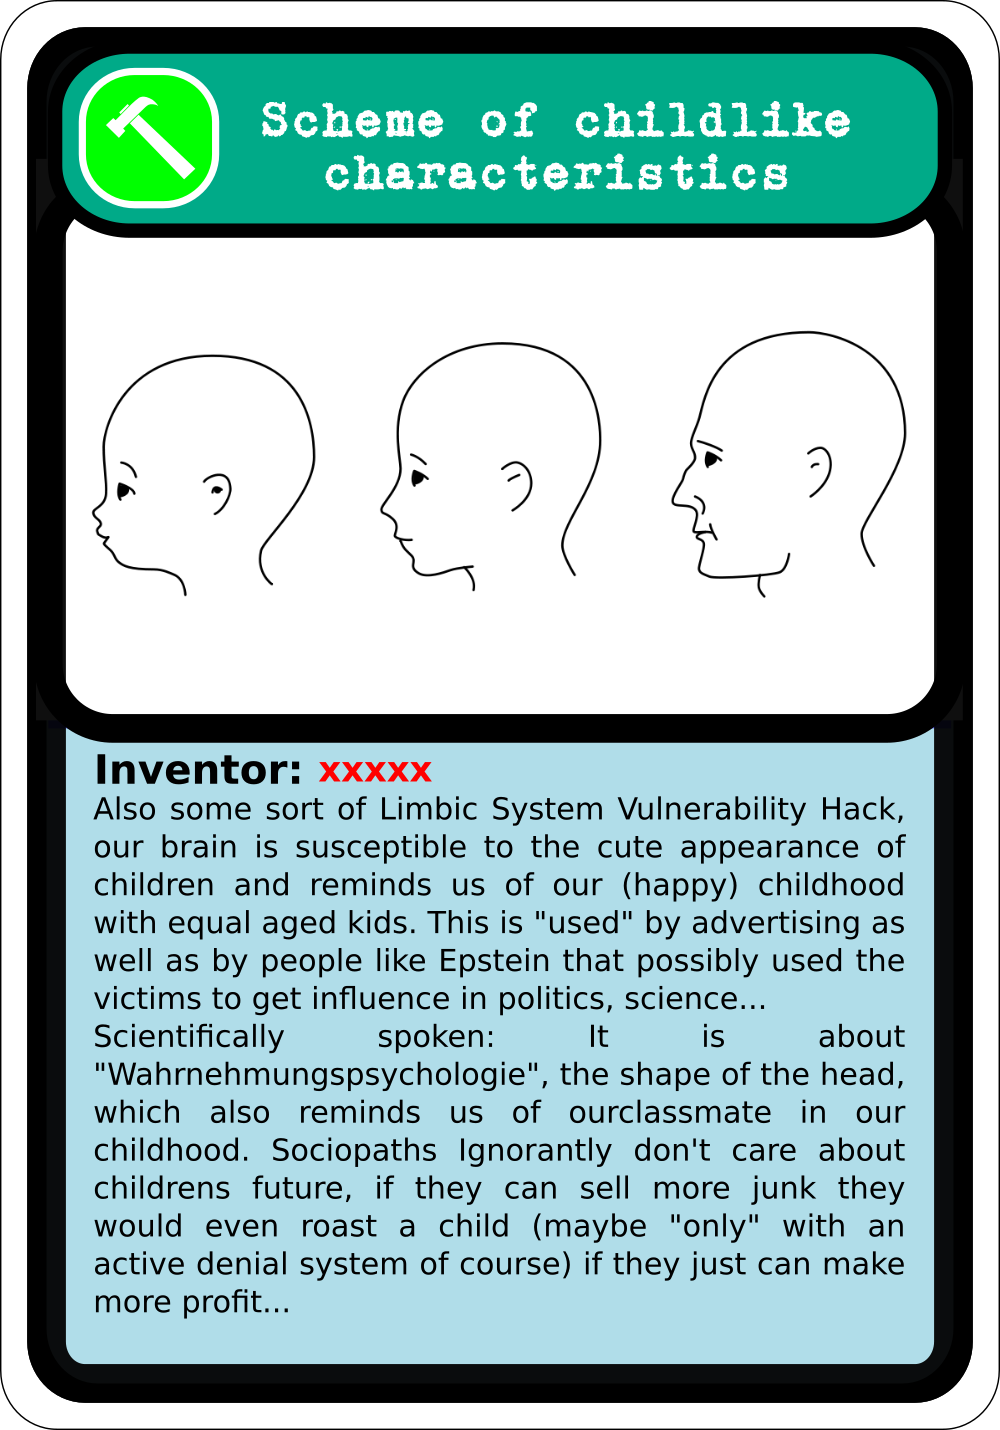 Scheme of childlike
characteristics
Inventor: xxxxx
Also some sort of Limbic System Vulnerability Hack,
our brain is susceptible to the cute appearance of
children and reminds us of our (happy) childhood
with equal aged kids. This is "used" by advertising as
well as by people like Epstein that possibly used the
victims to get influence in politics, science...
Scientifically spoken: It is about
"Wahrnehmungspsychologie", the shape of the head,
which also reminds us of ourclassmate in our
childhood. Sociopaths Ignorantly don't care about
childrens future, if they can sell more junk they
would even roast a child (maybe "only" with an
active denial system of course) if they just can make
more profit...